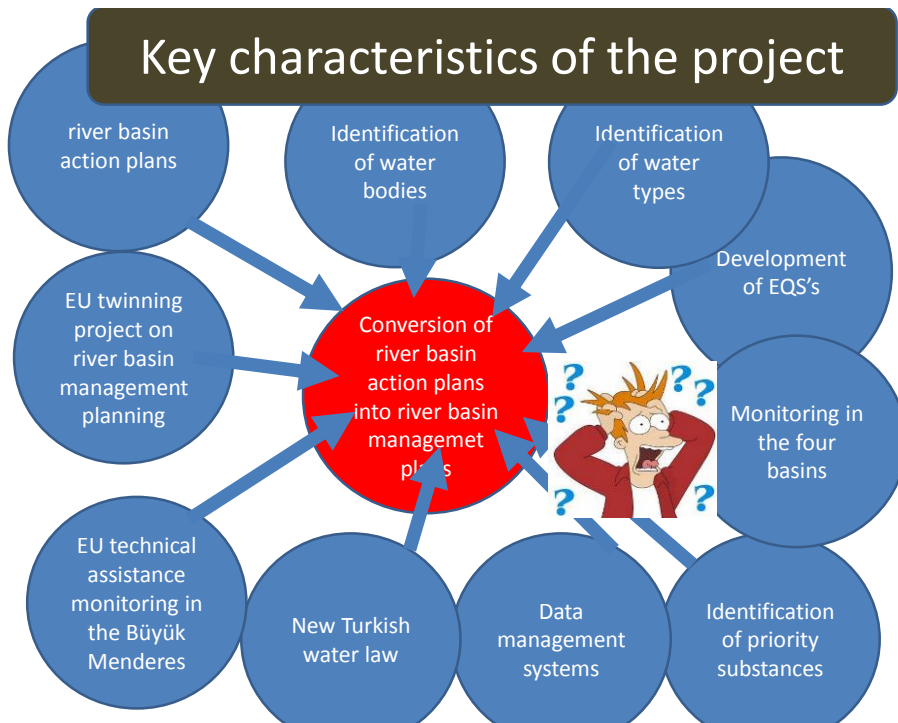 Key characteristics of the project
river basin
action plans
Identification
of water
bodies
Identification
of water
types
Development
of EQS's
EU twinning
project on
river basin
management
planning
Conversion of
river basin
action plans
into river basin
managemet
plans
? ? ? ? ? ? ?
Monitoring in
the four
basins
EU technical
assistance
monitoring in
the Büyük
Menderes
New Turkish
water law
Data
management
systems
Identification
of priority
substances